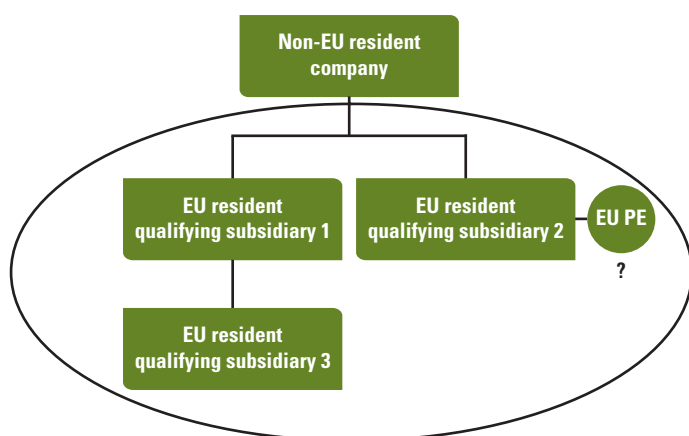 Non-EU resident
company
EU resident
qualifying subsidiary 1
EU resident
qualifying subsidiary 2
EU PE
?
EU resident
qualifying subsidiary 3